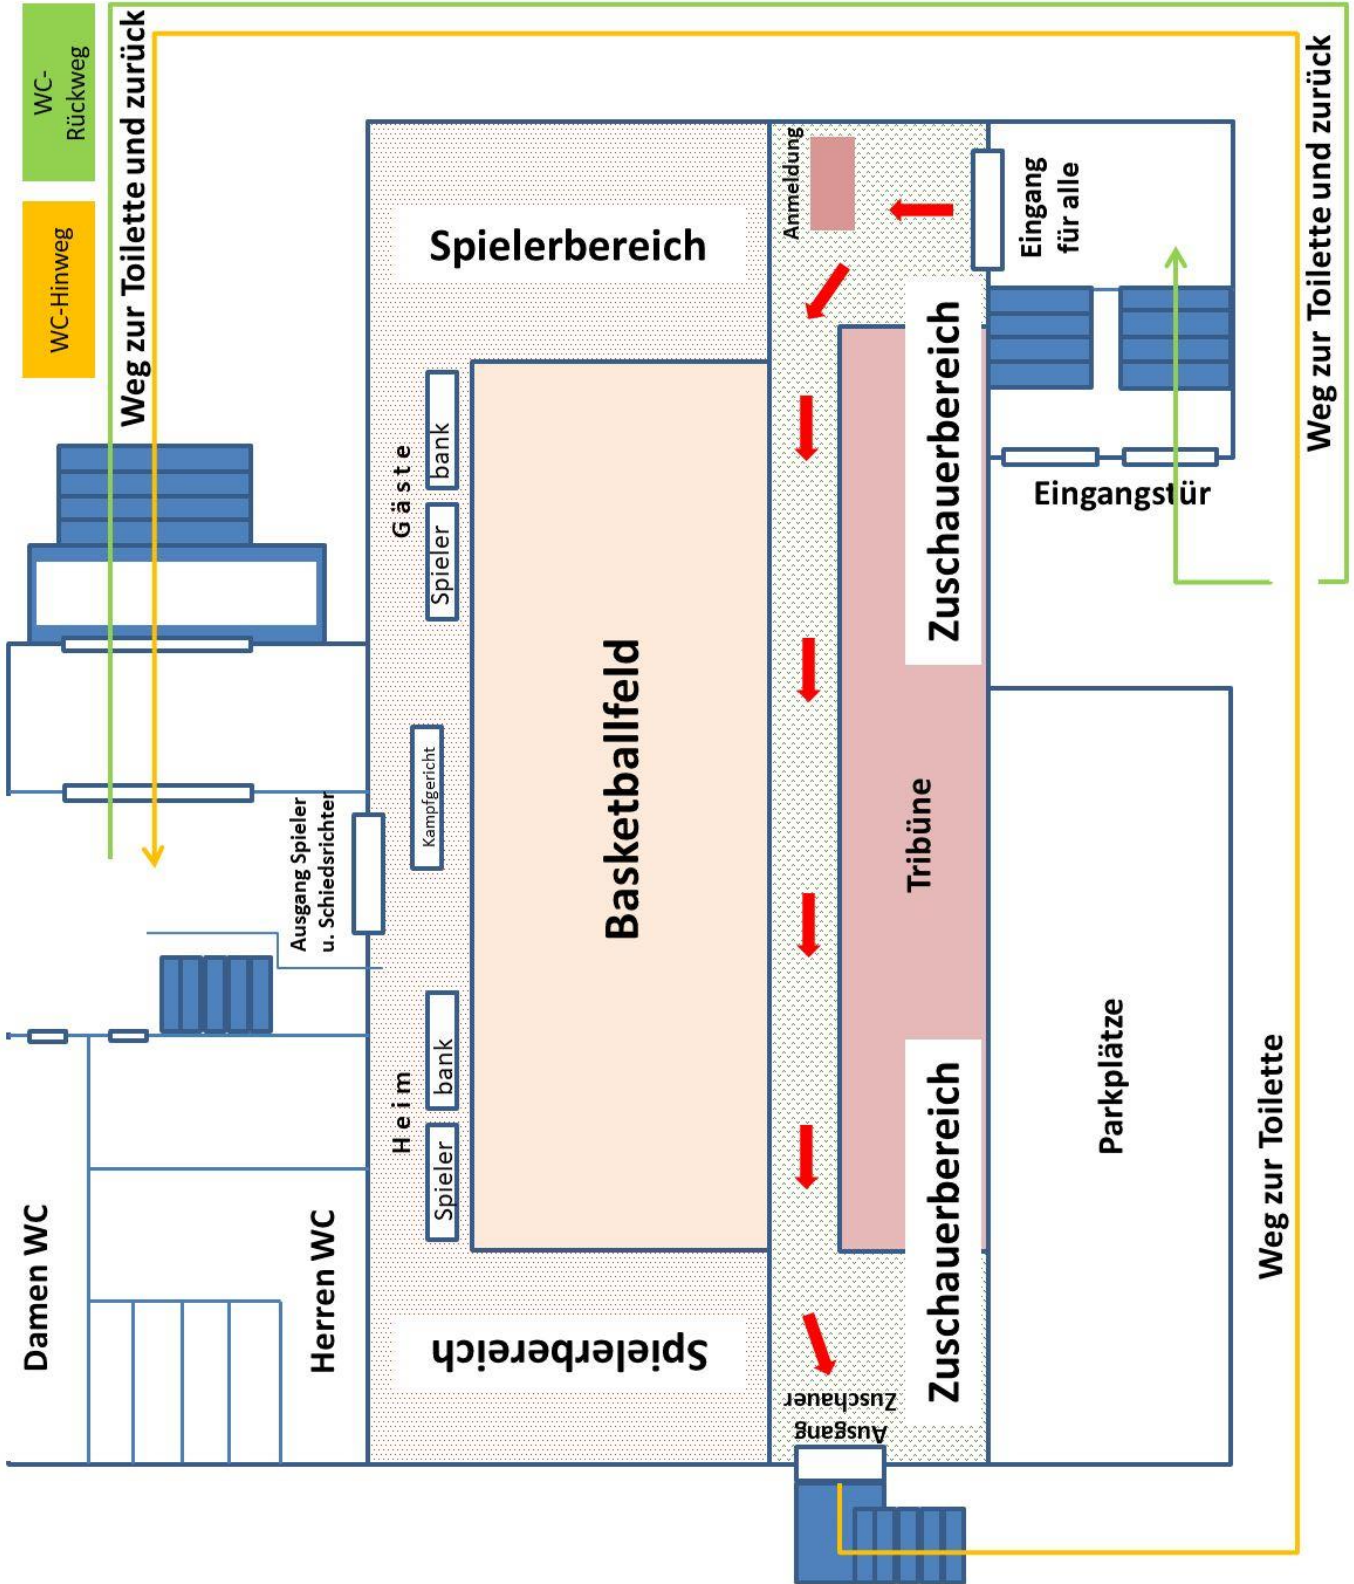 WC-
Rückweg
WC-Hinweg
Weg zur Toilette und zurück
Weg zur Toilette und zurück
Spielerbereich
Anmeldung
Eingang
für alle
Gäste
Spieler
bank
Zuschauerbereich
Eingangstür
Basketballfeld
Kampfgericht
Ausgang Spieler
u. Schiedsrichter
Tribüne
Heim
Spieler
bank
Zuschauerbereich
Parkplätze
Weg zur Toilette
Damen WC
Herren WC
Spielerbereich
Ausgang
Zuschauer